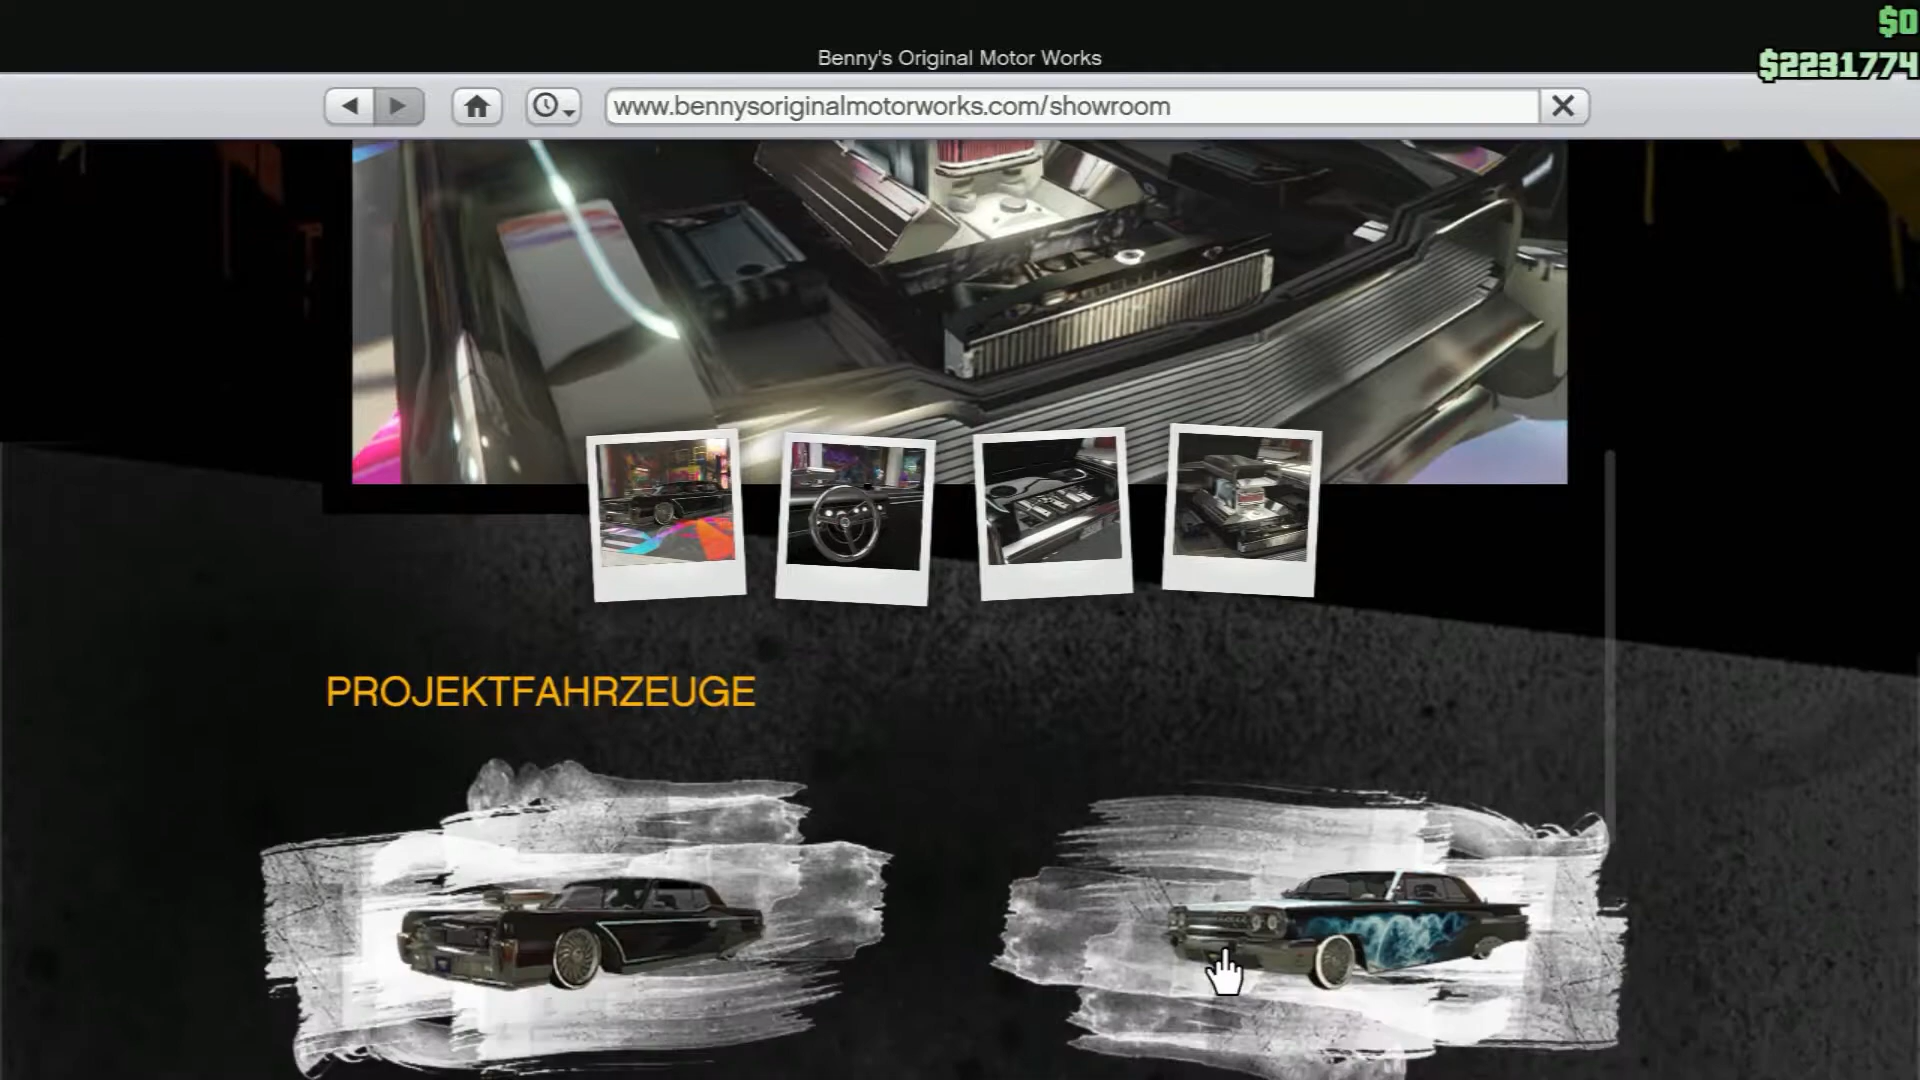 $0
Benny's Original Motor Works
$2231774
www.bennysoriginalmotorworks.com/showroom
PROJEKTFAHRZEUGE